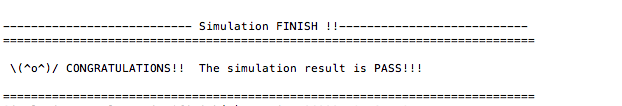 --------------------------- Simulation FINISH !!---------------------------
============================================================================
\(^o^)/ CONGRATULATIONS!!  The simulation result is PASS!!!
============================================================================